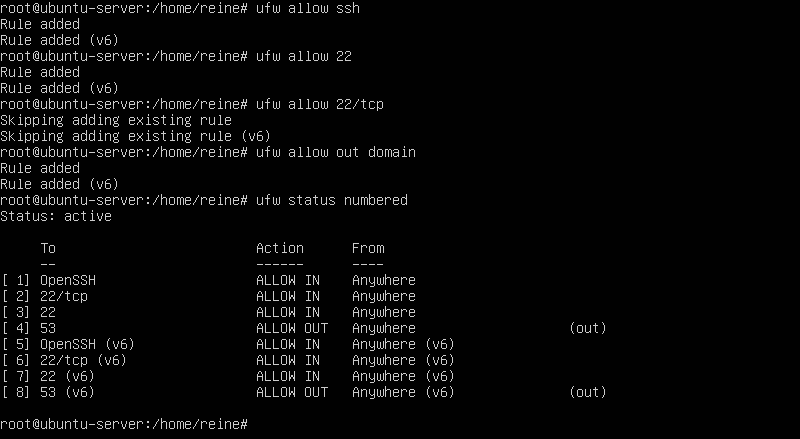 root@ubuntu-server:/home/reine# ufw allow ssh
Rule added
Rule added (v6)
root@ubuntu-server:/home/reine# ufw allow 22
Rule added
Rule added (v6)
root@ubuntu-server:/home/reine# ufw allow 22/tcp
Skipping adding existing rule
Skipping adding existing rule (v6)
root@ubuntu-server:/home/reine# ufw allow out domain
Rule added
Rule added (v6)
root@ubuntu-server:/home/reine# ufw status numbered
Status: active

     To                         Action      From
     --                         ------      ----
[ 1] OpenSSH                    ALLOW IN    Anywhere
[ 2] 22/tcp                     ALLOW IN    Anywhere
[ 3] 22                         ALLOW IN    Anywhere
[ 4] 53                         ALLOW OUT   Anywhere                   (out)
[ 5] OpenSSH (v6)               ALLOW IN    Anywhere (v6)
[ 6] 22/tcp (v6)                ALLOW IN    Anywhere (v6)
[ 7] 22 (v6)                    ALLOW IN    Anywhere (v6)
[ 8] 53 (v6)                    ALLOW OUT   Anywhere (v6)              (out)

root@ubuntu-server:/home/reine#